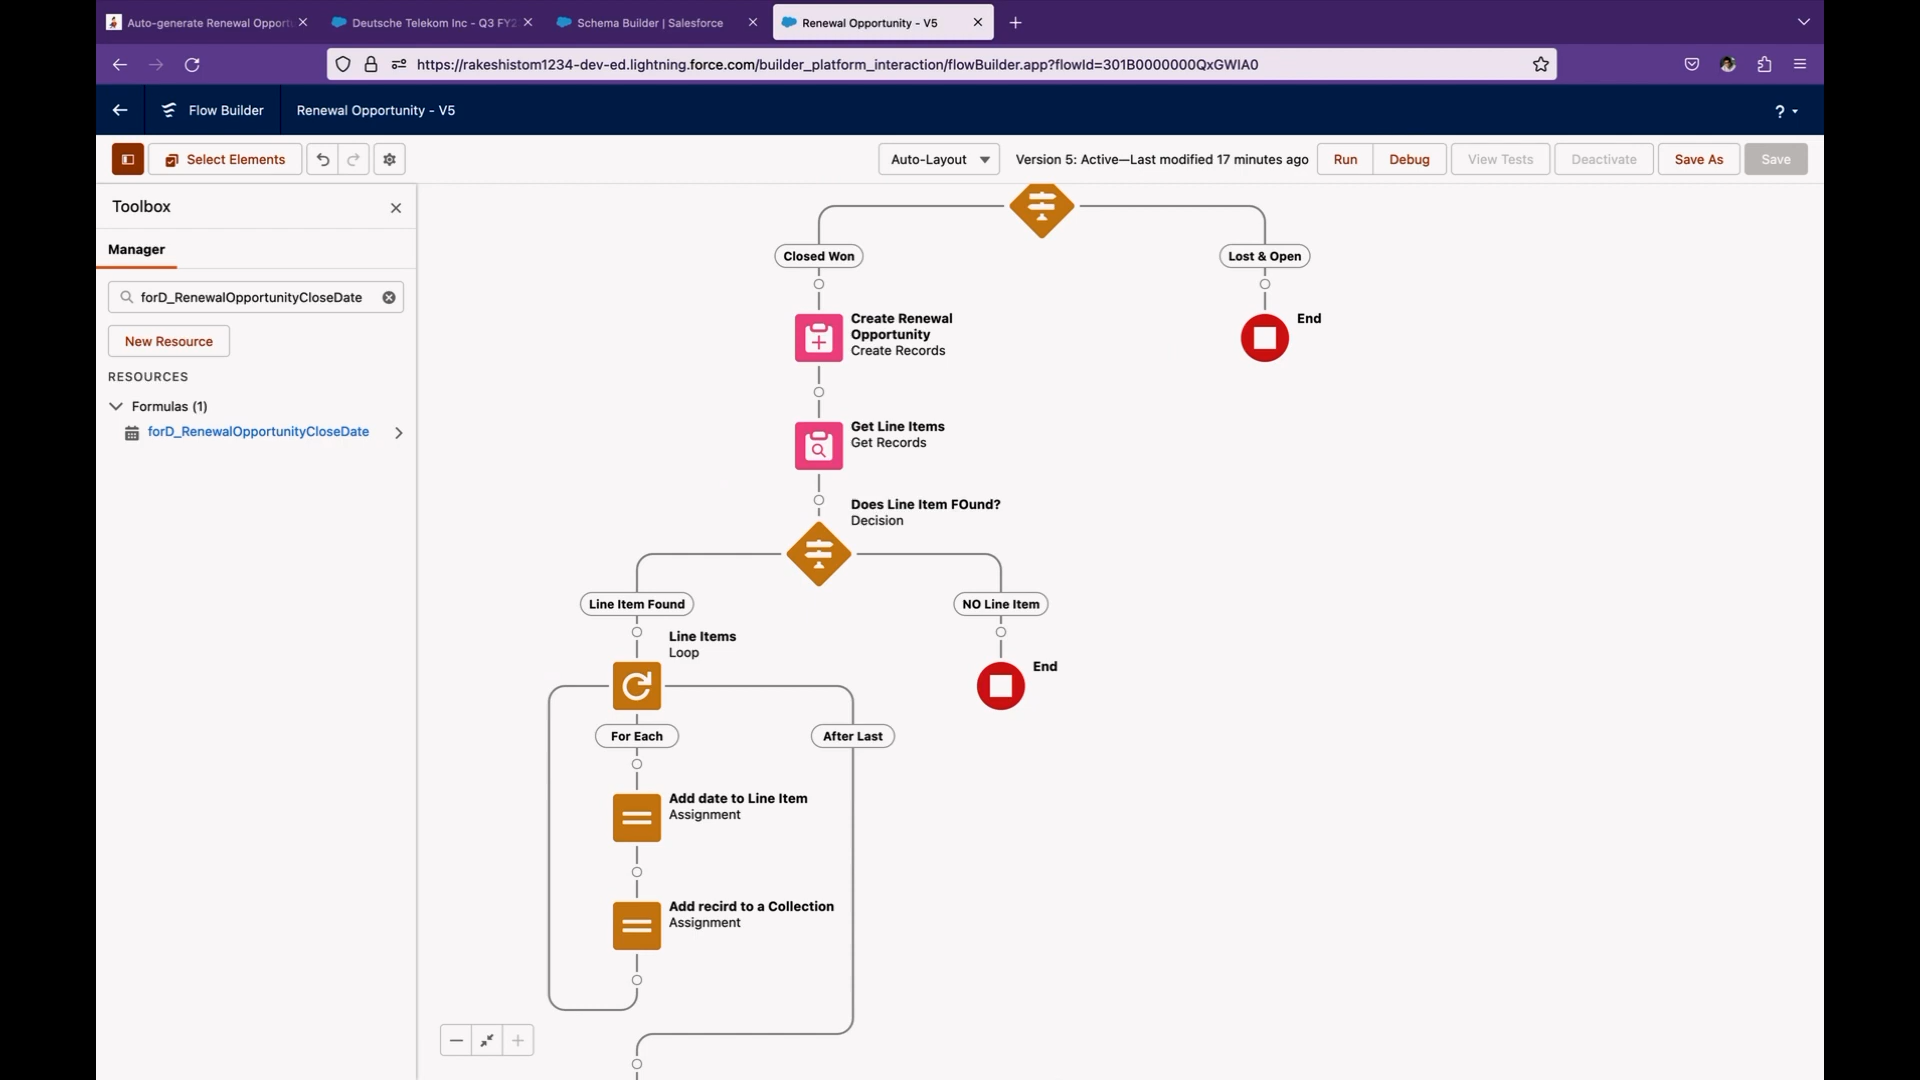 Auto-generate Renewal Opport
Deutsche Telekom Inc - Q3 FY2
Schema Builder | Salesforce
Renewal Opportunity - V5
https://rakeshistom1234-dev-ed.lightning.force.com/builder_platform_interaction/flowBuilder.app?flowId=301B0000000QxGWIA0
Flow Builder
Renewal Opportunity - V5
?
Select Elements
Auto-Layout
Version 5: Active—Last modified 17 minutes ago
Run
Debug
View Tests
Deactivate
Save As
Save
Toolbox
Manager
forD_RenewalOpportunityCloseDate
New Resource
RESOURCES
Formulas (1)
forD_RenewalOpportunityCloseDate
Closed Won
Lost & Open
Create Renewal
Opportunity
Create Records
End
Get Line Items
Get Records
Does Line Item FOund?
Decision
Line Item Found
NO Line Item
Line Items
Loop
End
For Each
After Last
Add date to Line Item
Assignment
Add recird to a Collection
Assignment